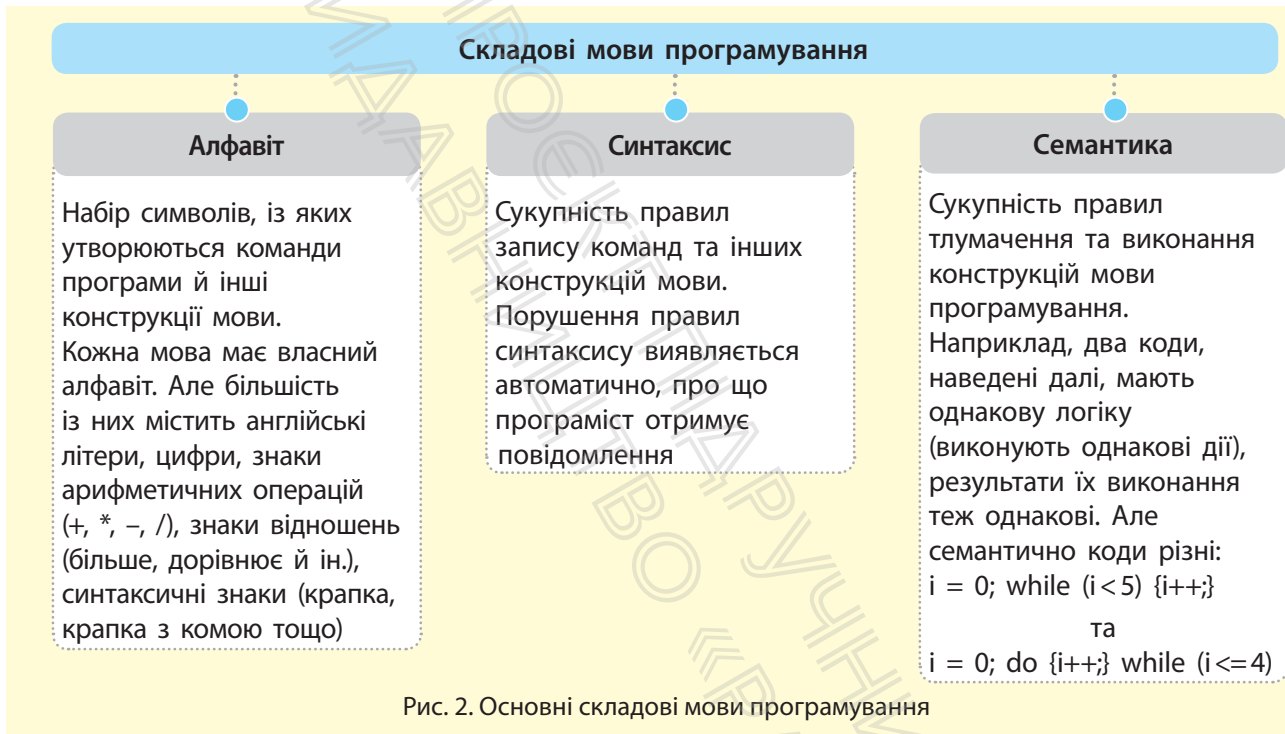 Складові мови програмування
Алфавіт
Набір символів, із яких
утворюються команди
програми й інші
конструкції мови.
Кожна мова має власний
алфавіт. Але більшість
із них містить англійські
літери, цифри, знаки
арифметичних операцій
(+, *, –, /), знаки відношень
(більше, дорівнює й ін.),
синтаксичні знаки (крапка,
крапка з комою тощо)
Синтаксис
Сукупність правил
запису команд та інших
конструкцій мови.
Порушення правил
синтаксису виявляється
автоматично, про що
програміст отримує
повідомлення
Семантика
Сукупність правил
тлумачення та виконання
конструкцій мови
програмування.
Наприклад, два коди,
наведені далі, мають
однакову логіку
(виконують однакові дії),
результати їх виконання
теж однакові. Але
семантично коди різні:
i = 0; while (i<5) {i++;}
та
i = 0; do {i++;} while (i<=4)
Рис. 2. Основні складові мови програмування